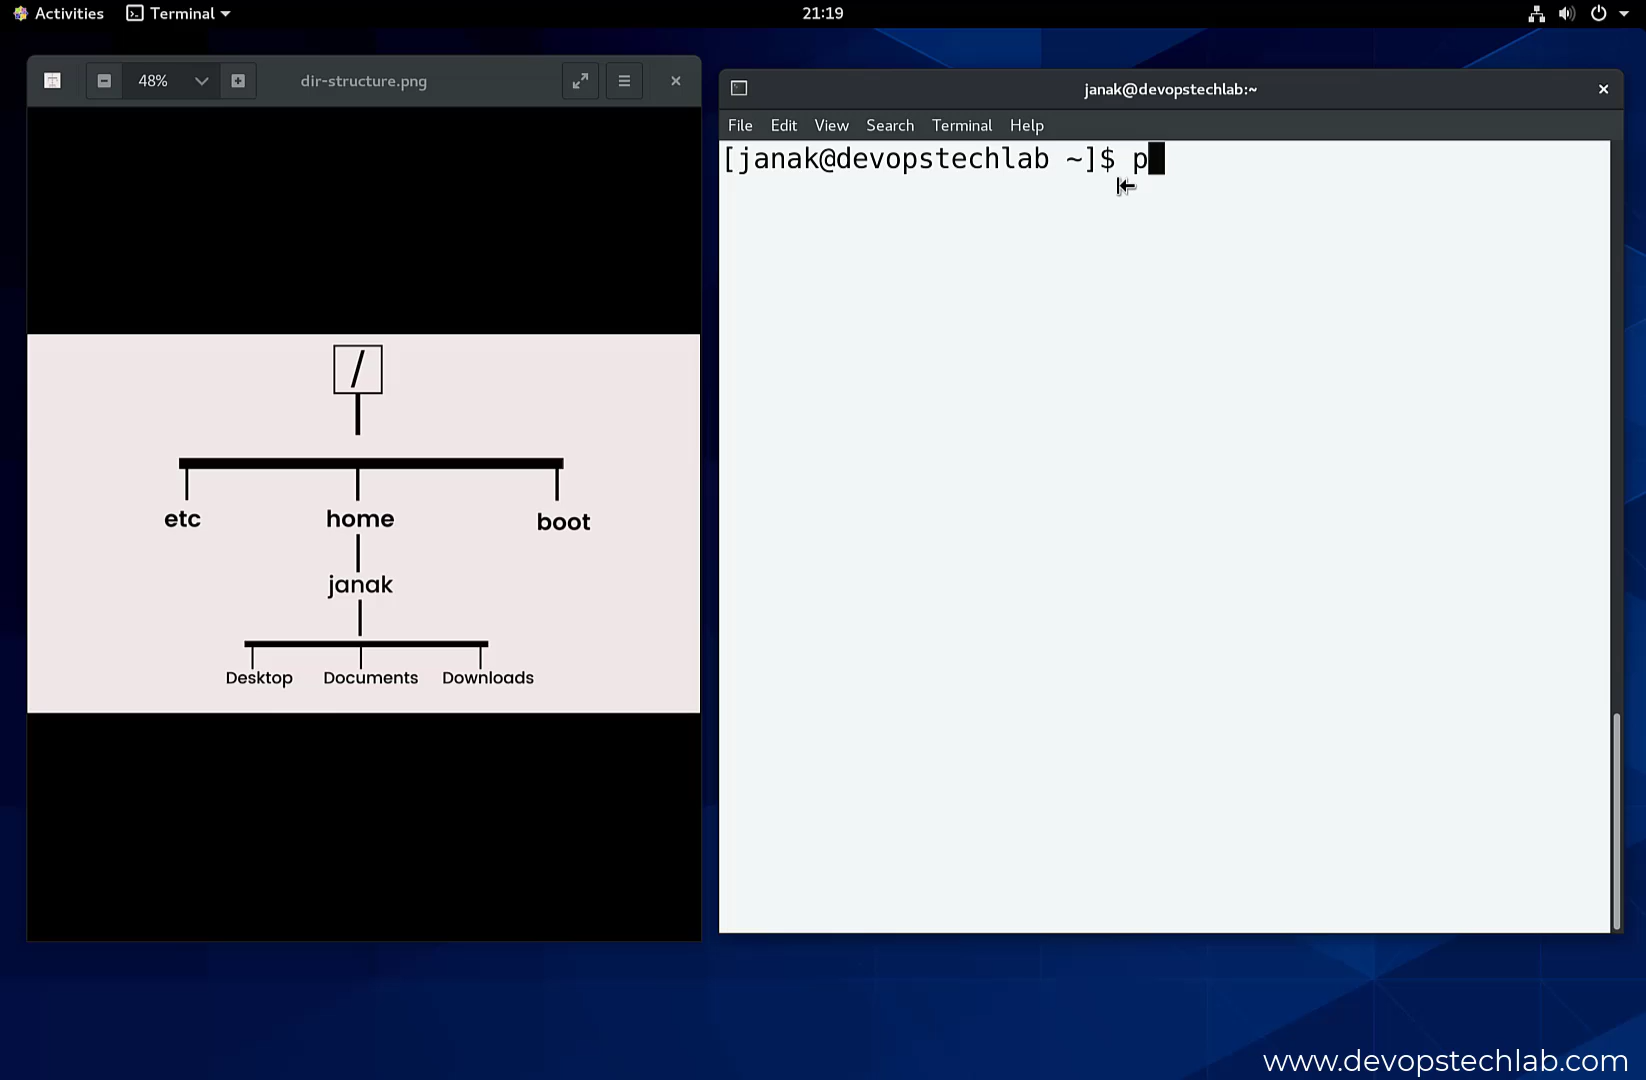 Activities Terminal 21:19
48% dir-structure.png
janak@devopstechlab:~
File Edit View Search Terminal Help
[janak@devopstechlab ~]$ p
/
etc home boot
janak
Desktop Documents Downloads
www.devopstechlab.com